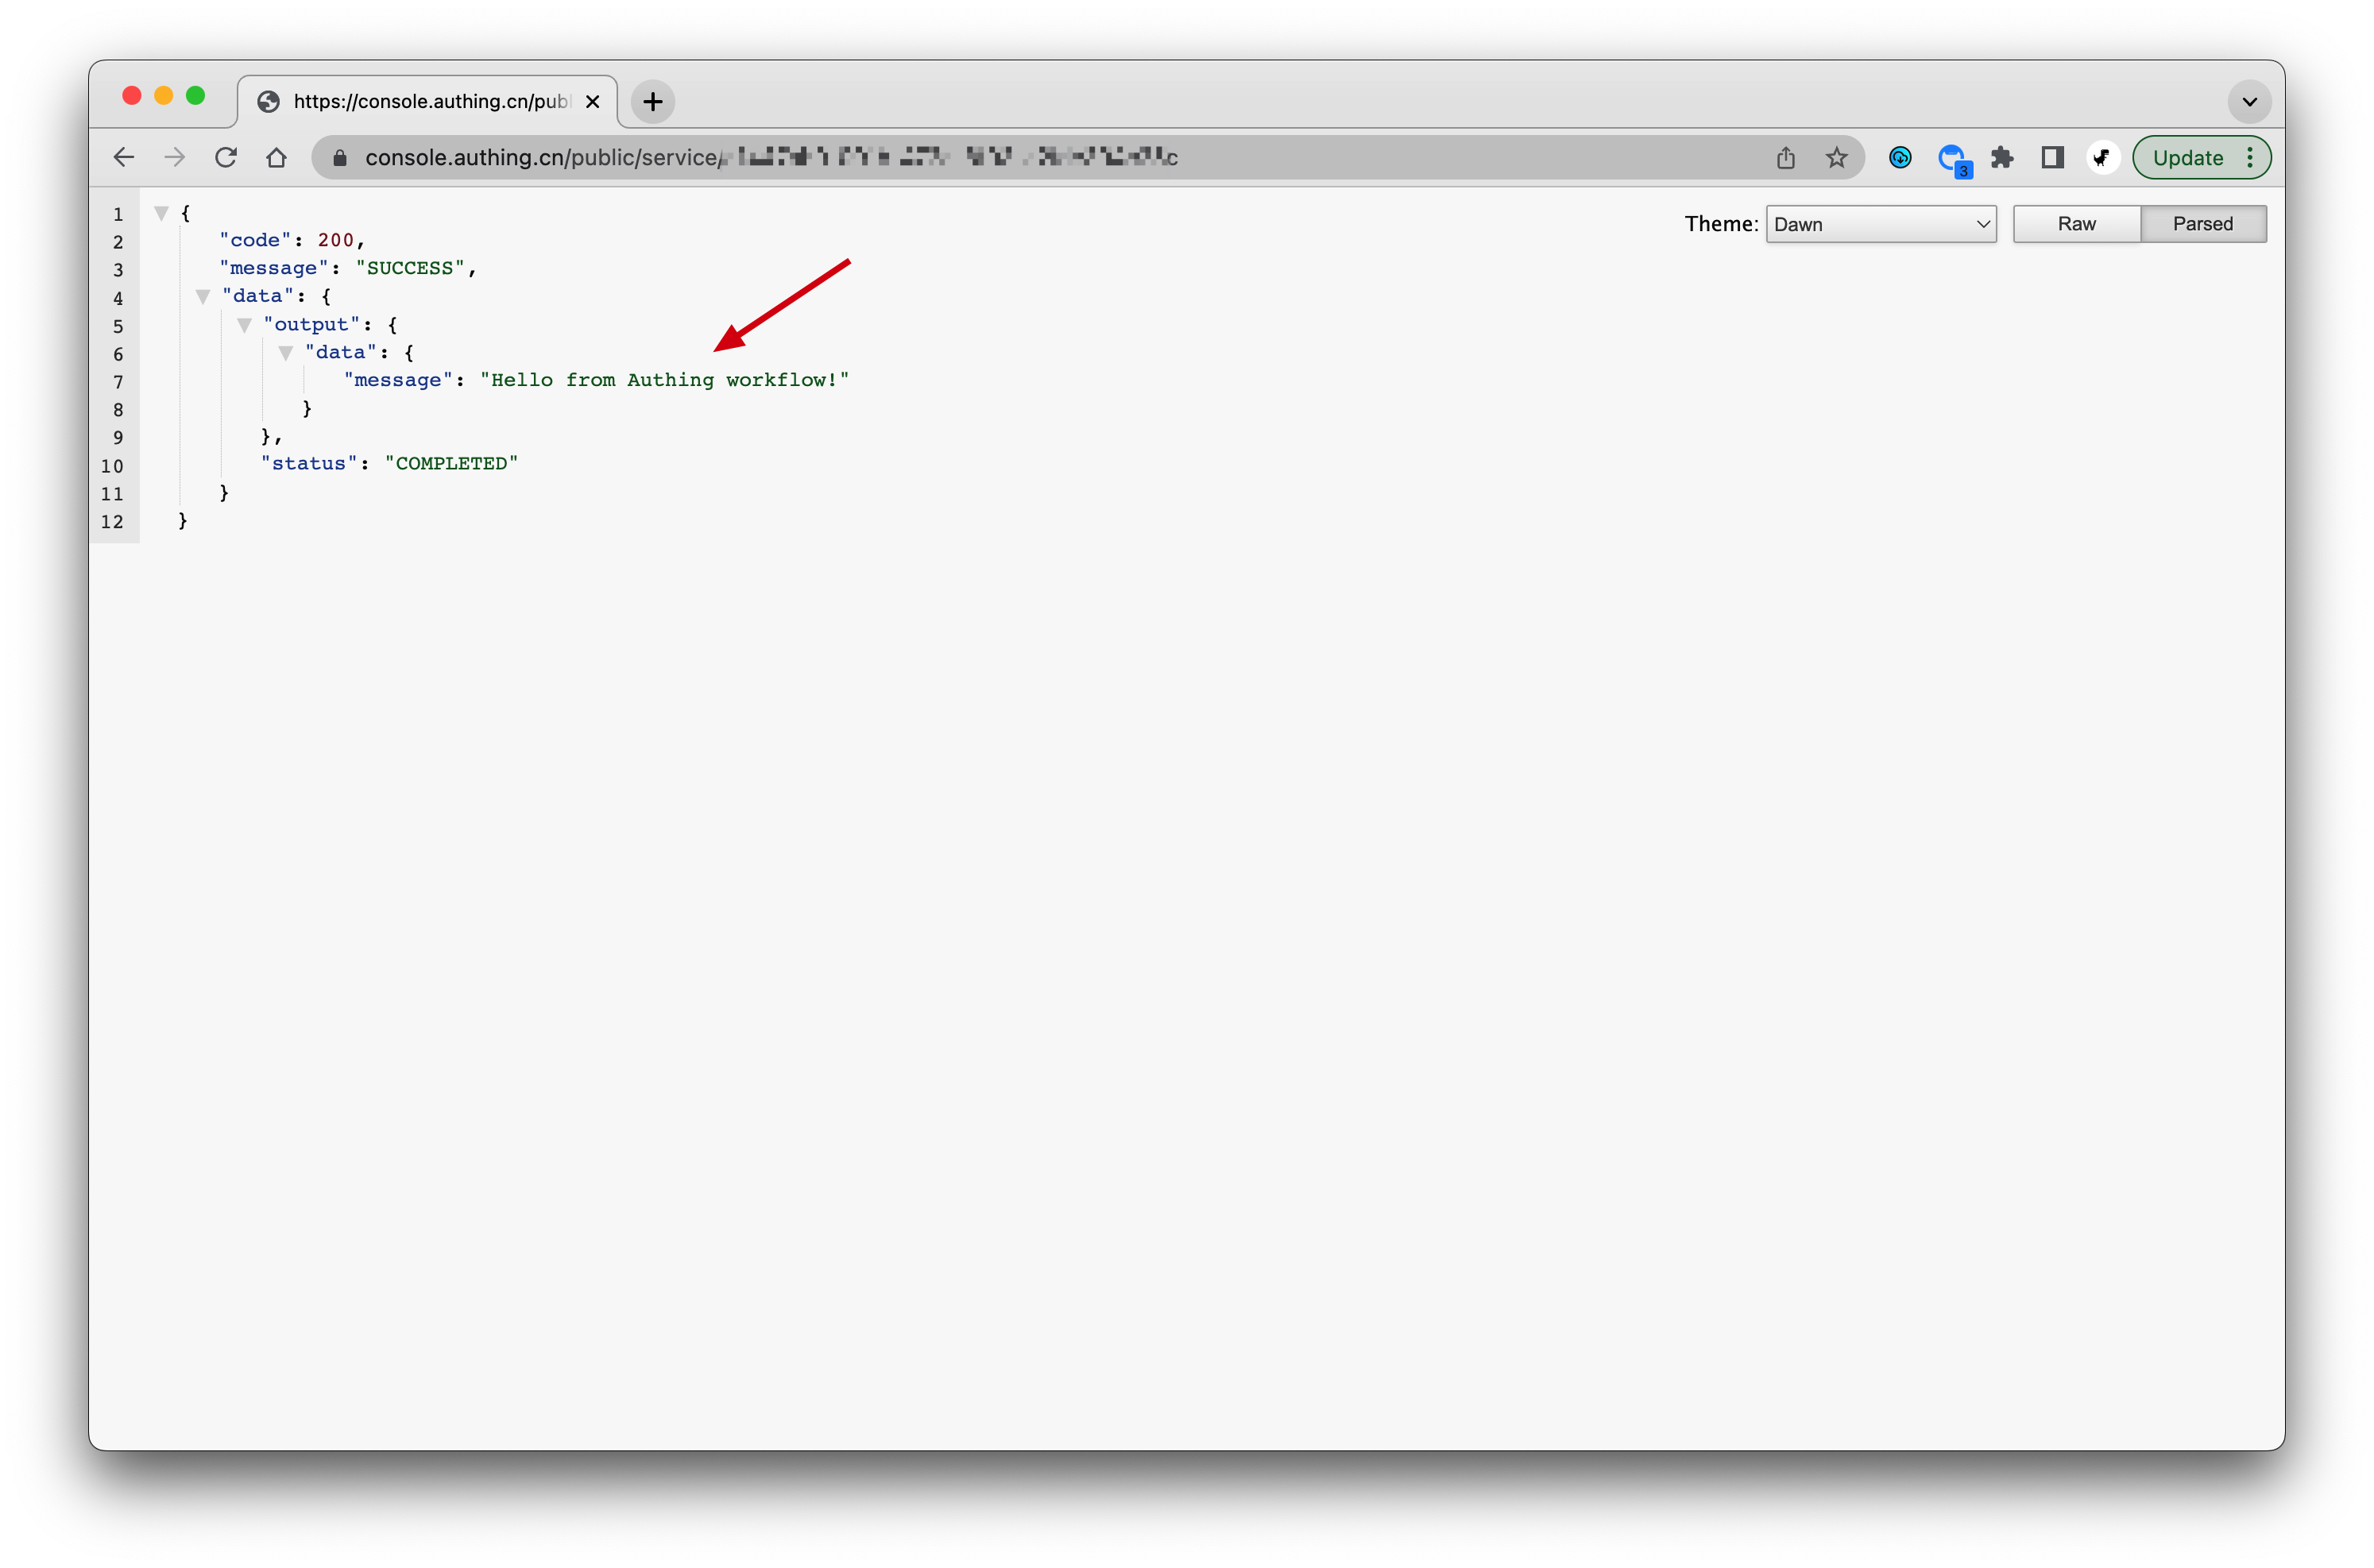 https://console.authing.cn/publ
console.authing.cn/public/service/
Update
3
Theme: Dawn Raw Parsed
1 {
2 "code": 200,
3 "message": "SUCCESS",
4 "data": {
5 "output": {
6 "data": {
7 "message": "Hello from Authing workflow!"
8 }
9 },
10 "status": "COMPLETED"
11 }
12 }